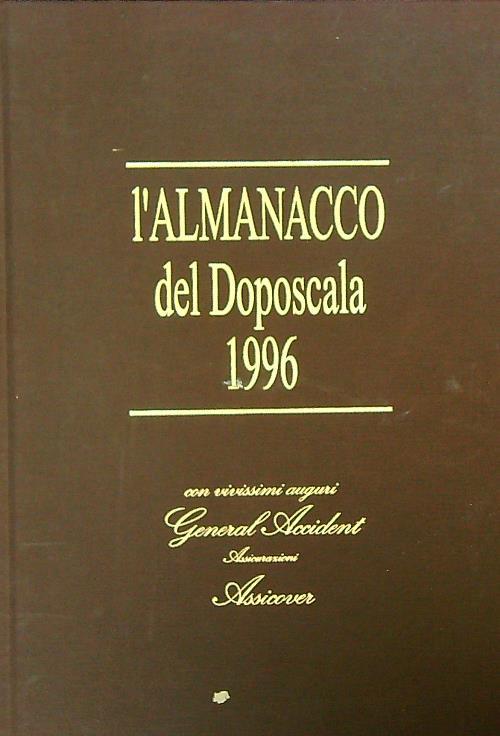 l'ALMANACCO
del Doposcala
1996
con vivissimi auguri
General Accident
Assicurazioni
Assicover